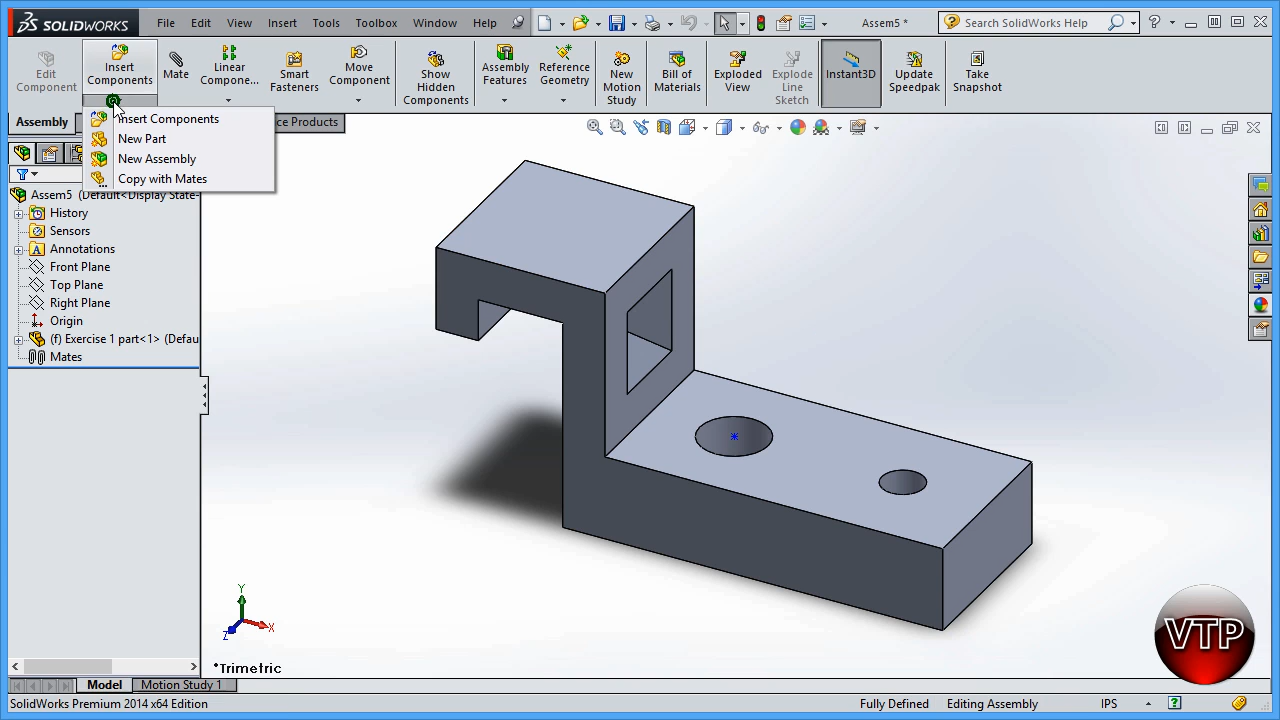 SOLIDWORKS File Edit View Insert Tools Toolbox Window Help Assem5 * Search SolidWorks Help
Edit Component
Insert Components
Mate
Linear Compone...
Smart Fasteners
Move Component
Show Hidden Components
Assembly Features
Reference Geometry
New Motion Study
Bill of Materials
Exploded View
Explode Line Sketch
Instant3D
Update Speedpak
Take Snapshot
Assembly
ce Products
Insert Components
New Part
New Assembly
Copy with Mates
Assem5 (Default<Display State-
History
Sensors
Annotations
Front Plane
Top Plane
Right Plane
Origin
(f) Exercise 1 part<1> (Defau
Mates
Y
X
Z
*Trimetric
VTP
Model Motion Study 1
SolidWorks Premium 2014 x64 Edition Fully Defined Editing Assembly IPS